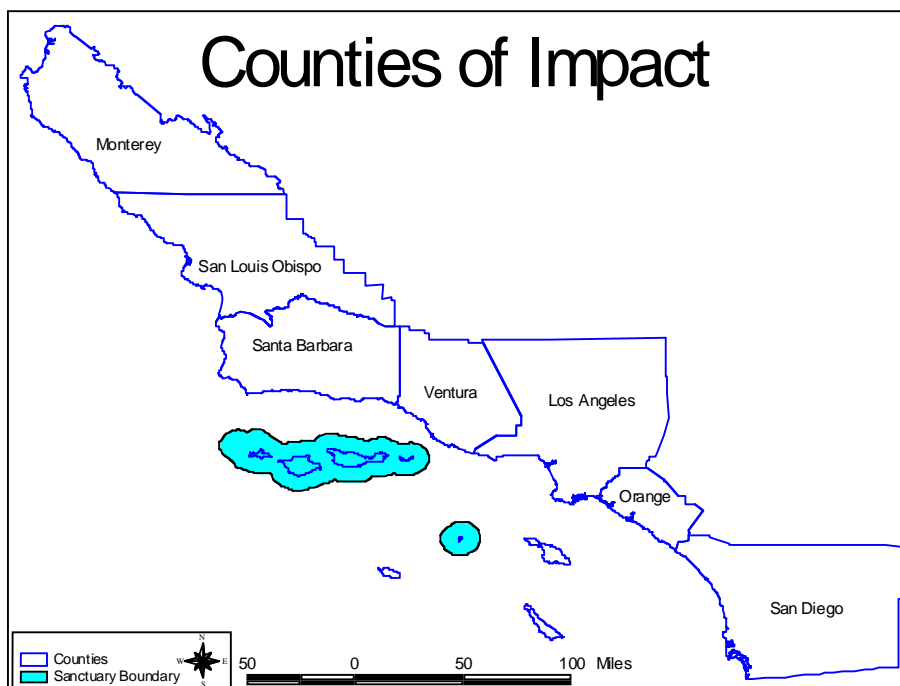 Counties of Impact
Monterey
San Louis Obispo
Santa Barbara
Ventura
Los Angeles
Orange
San Diego
Counties
Sanctuary Boundary
N
W E
S
50 0 50 100 Miles